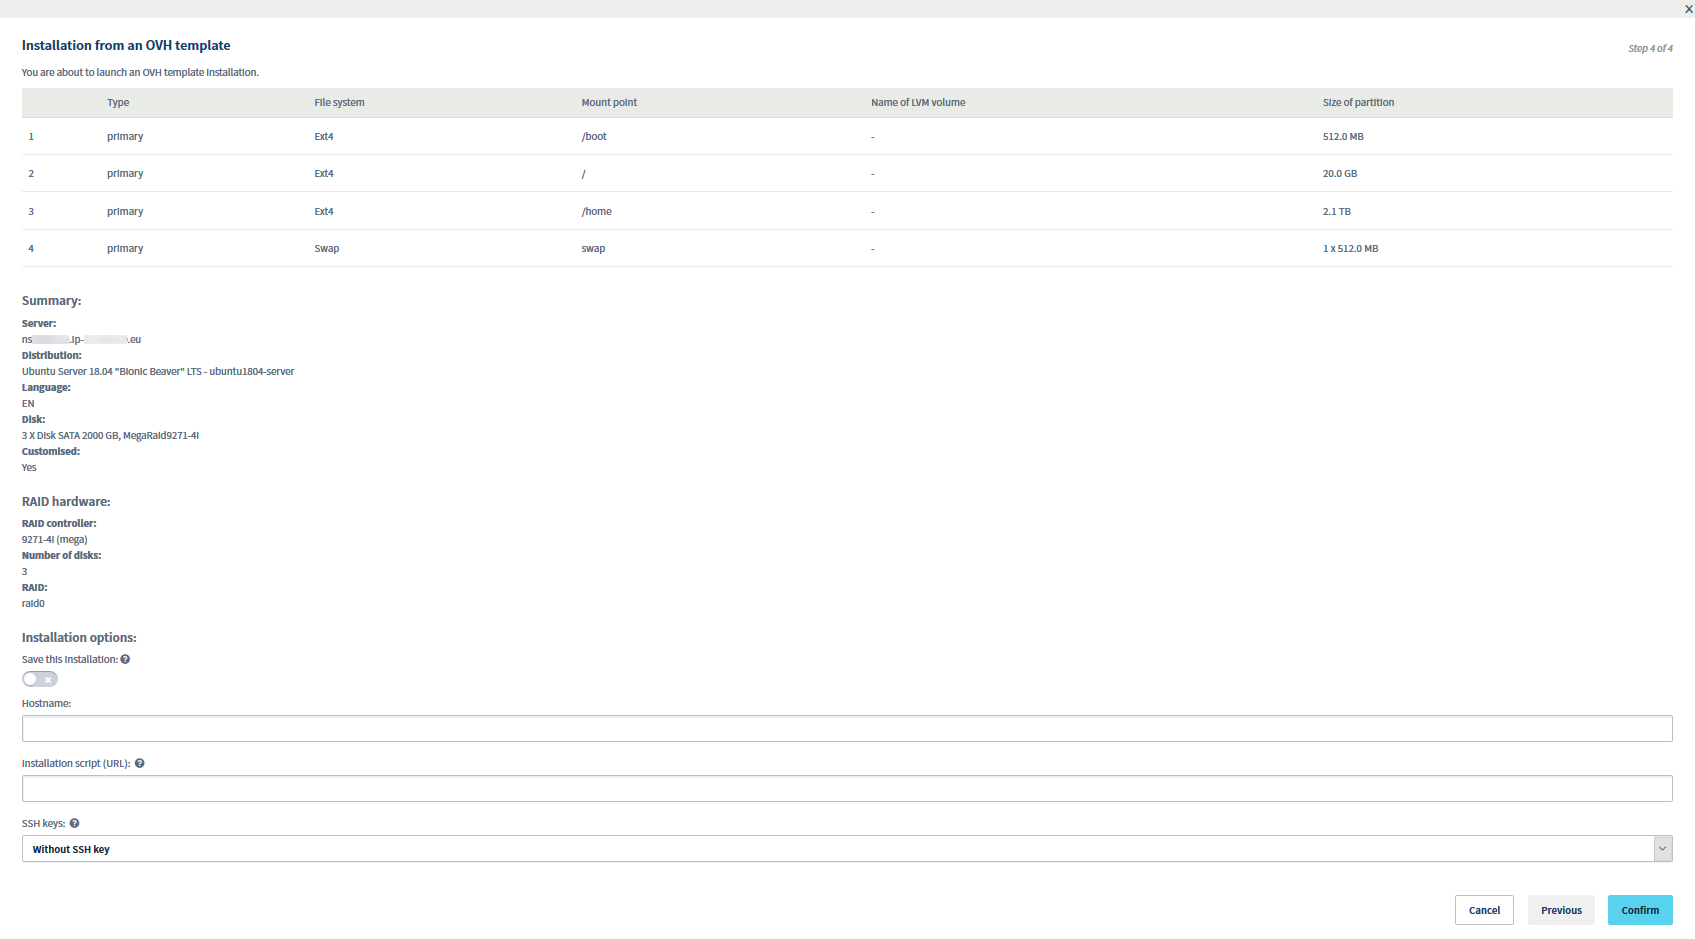 X
Installation from an OVH template
Step 4 of 4
You are about to launch an OVH template installation.
Type File system Mount point Name of LVM volume Size of partition
1 primary Ext4 /boot - 512.0 MB
2 primary Ext4 / - 20.0 GB
3 primary Ext4 /home - 2.1 TB
4 primary Swap swap - 1 x 512.0 MB
Summary:
Server:
ns .ip- .eu
Distribution:
Ubuntu Server 18.04 "Bionic Beaver" LTS - ubuntu1804-server
Language:
EN
Disk:
3 X Disk SATA 2000 GB, MegaRaid9271-4i
Customised:
Yes
RAID hardware:
RAID controller:
9271-4i (mega)
Number of disks:
3
RAID:
raid0
Installation options:
Save this installation: ?
Hostname:
Installation script (URL): ?
SSH keys: ?
Without SSH key
Cancel Previous Confirm